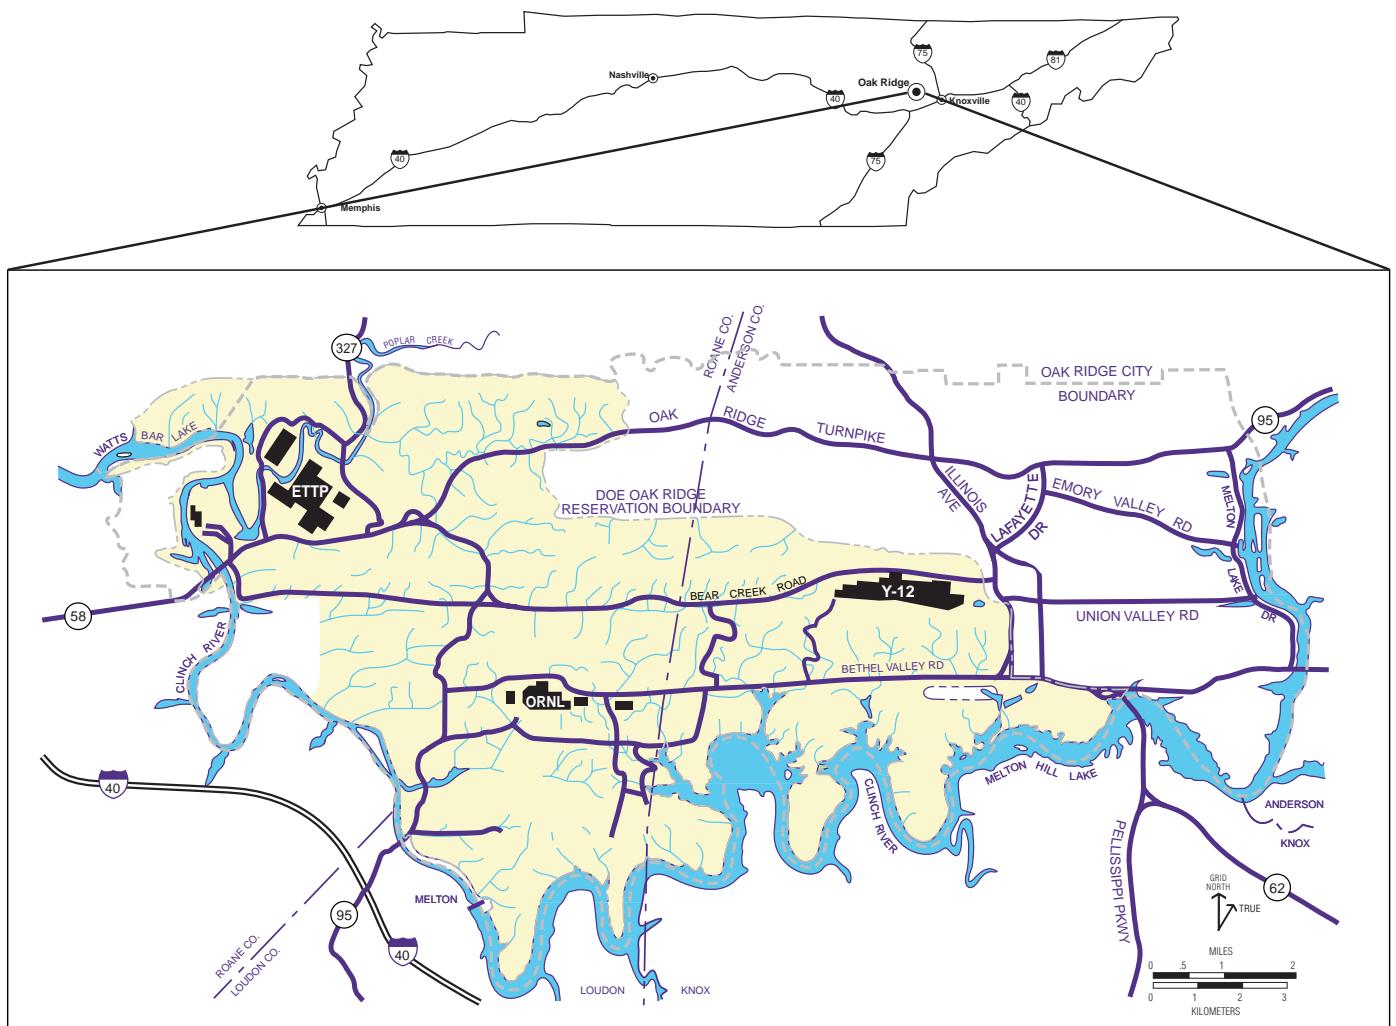 75
81
Nashville
Oak Ridge
40
Knoxville
40
40
75
Memphis
327
POPLAR CREEK
ROANE CO.
ANDERSON CO.
OAK RIDGE CITY
BOUNDARY
95
OAK RIDGE TURNPIKE
WATTS BAR LAKE
ETTP
DOE OAK RIDGE
RESERVATION BOUNDARY
ILLINOIS
AVE
LAFAYETTE
DR
EMORY VALLEY RD
MELTON
LAKE
DR
BEAR CREEK ROAD
Y-12
58
UNION VALLEY RD
CLINCH RIVER
BETHEL VALLEY RD
ORNL
40
MELTON HILL LAKE
CLINCH RIVER
ANDERSON
KNOX
PELLISSIPPI PKWY
62
GRID
NORTH
TRUE
MELTON
95
40
ROANE CO.
LOUDON CO.
LOUDON
KNOX
MILES
0 .5 1 2
0 1 2 3
KILOMETERS